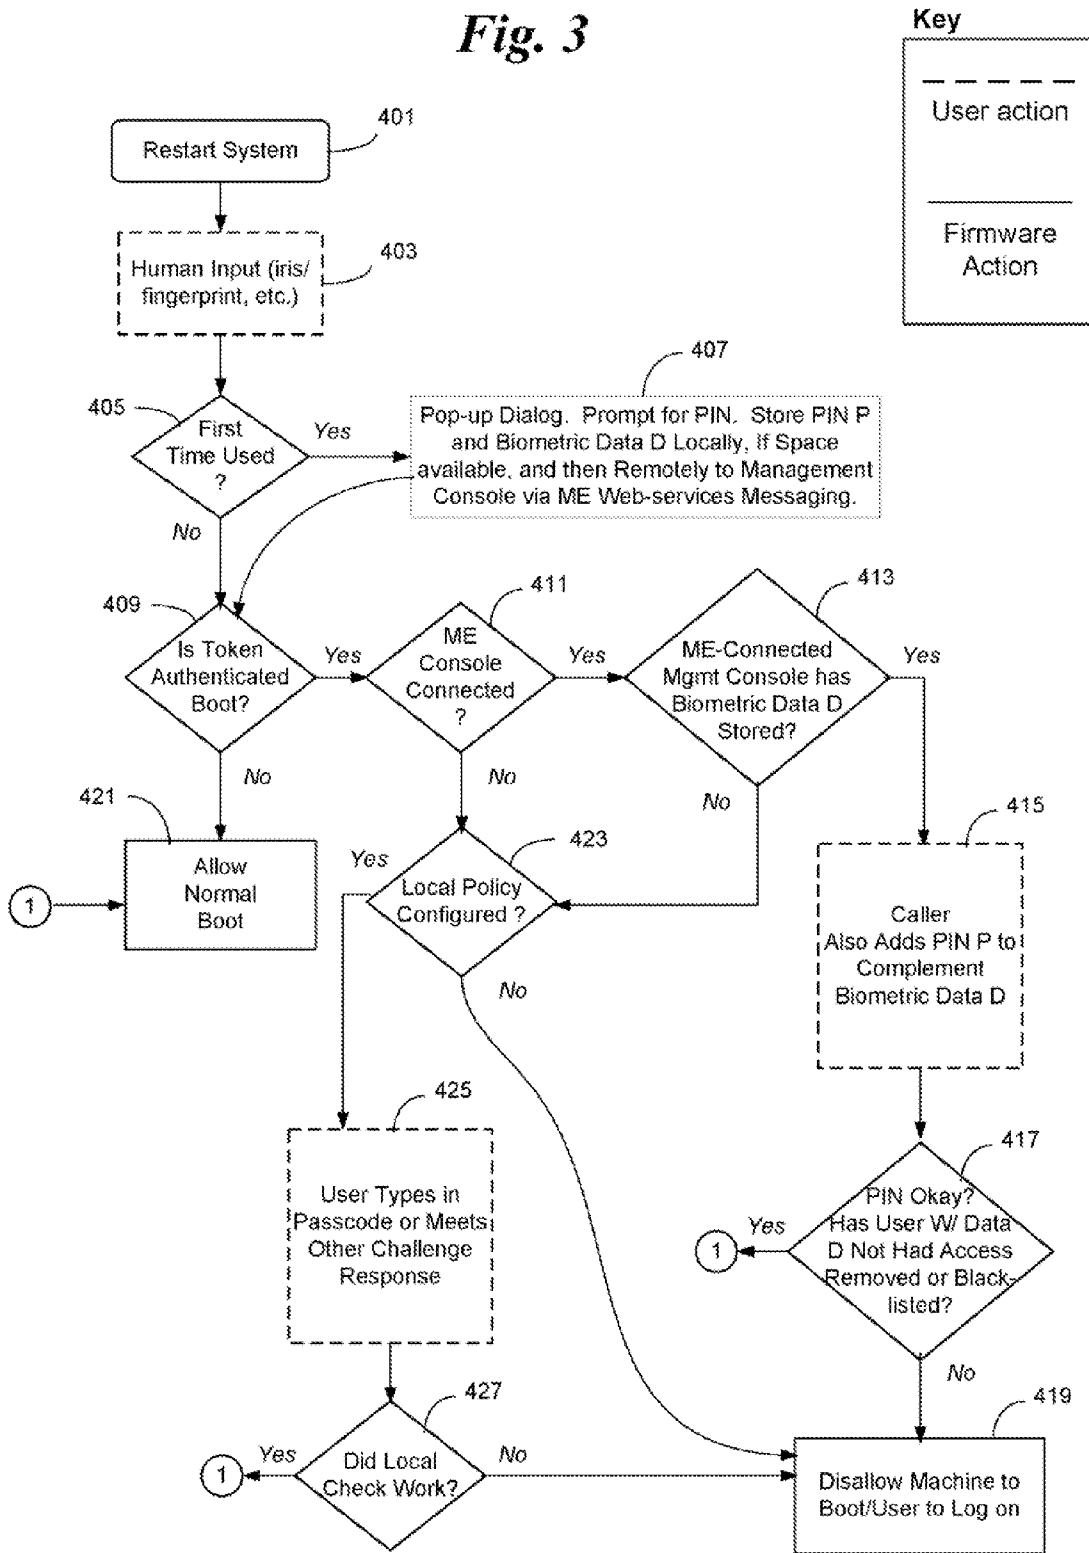 Fig. 3
Key
User action
Firmware
Action
401
Restart System
403
Human Input (iris/
fingerprint, etc.)
405
First
Time Used
?
Yes
No
407
Pop-up Dialog. Prompt for PIN. Store PIN P
and Biometric Data D Locally, If Space
available, and then Remotely to Management
Console via ME Web-services Messaging.
409
Is Token
Authenticated
Boot?
Yes
No
411
ME
Console
Connected
?
Yes
No
413
ME-Connected
Mgmt Console has
Biometric Data D
Stored?
Yes
No
421
Allow
Normal
Boot
1
423
Local Policy
Configured ?
Yes
No
415
Caller
Also Adds PIN P to
Complement
Biometric Data D
425
User Types in
Passcode or Meets
Other Challenge
Response
417
PIN Okay?
Has User W/ Data
D Not Had Access
Removed or Black-
listed?
Yes
1
No
427
Did Local
Check Work?
Yes
1
No
419
Disallow Machine to
Boot/User to Log on